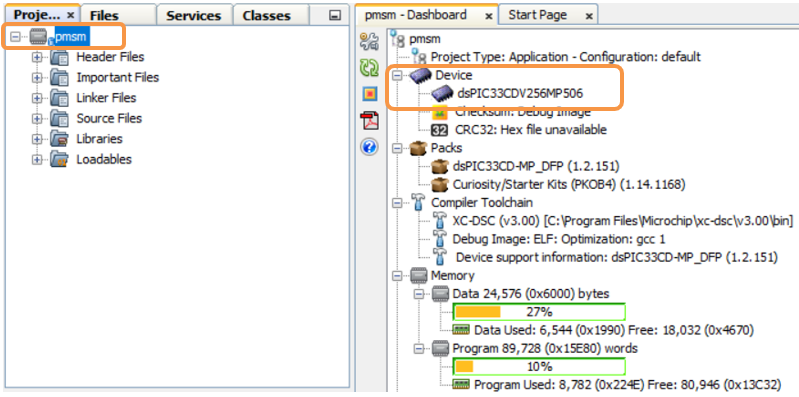 Proje... × Files Services Classes
pmsm
Header Files
Important Files
Linker Files
Source Files
Libraries
Loadables
pmsm - Dashboard × Start Page ×
pmsm
Project Type: Application - Configuration: default
Device
dsPIC33CDV256MP506
Checksum: Debug Image
32 CRC32: Hex file unavailable
Packs
dsPIC33CD-MP_DFP (1.2.151)
Curiosity/Starter Kits (PKOB4) (1.14.1168)
Compiler Toolchain
XC-DSC (v3.00) [C:\Program Files\Microchip\xc-dsc\v3.00\bin]
Debug Image: ELF: Optimization: gcc 1
Device support information: dsPIC33CD-MP_DFP (1.2.151)
Memory
Data 24,576 (0x6000) bytes
27%
Data Used: 6,544 (0x1990) Free: 18,032 (0x4670)
Program 89,728 (0x15E80) words
10%
Program Used: 8,782 (0x224E) Free: 80,946 (0x13C32)